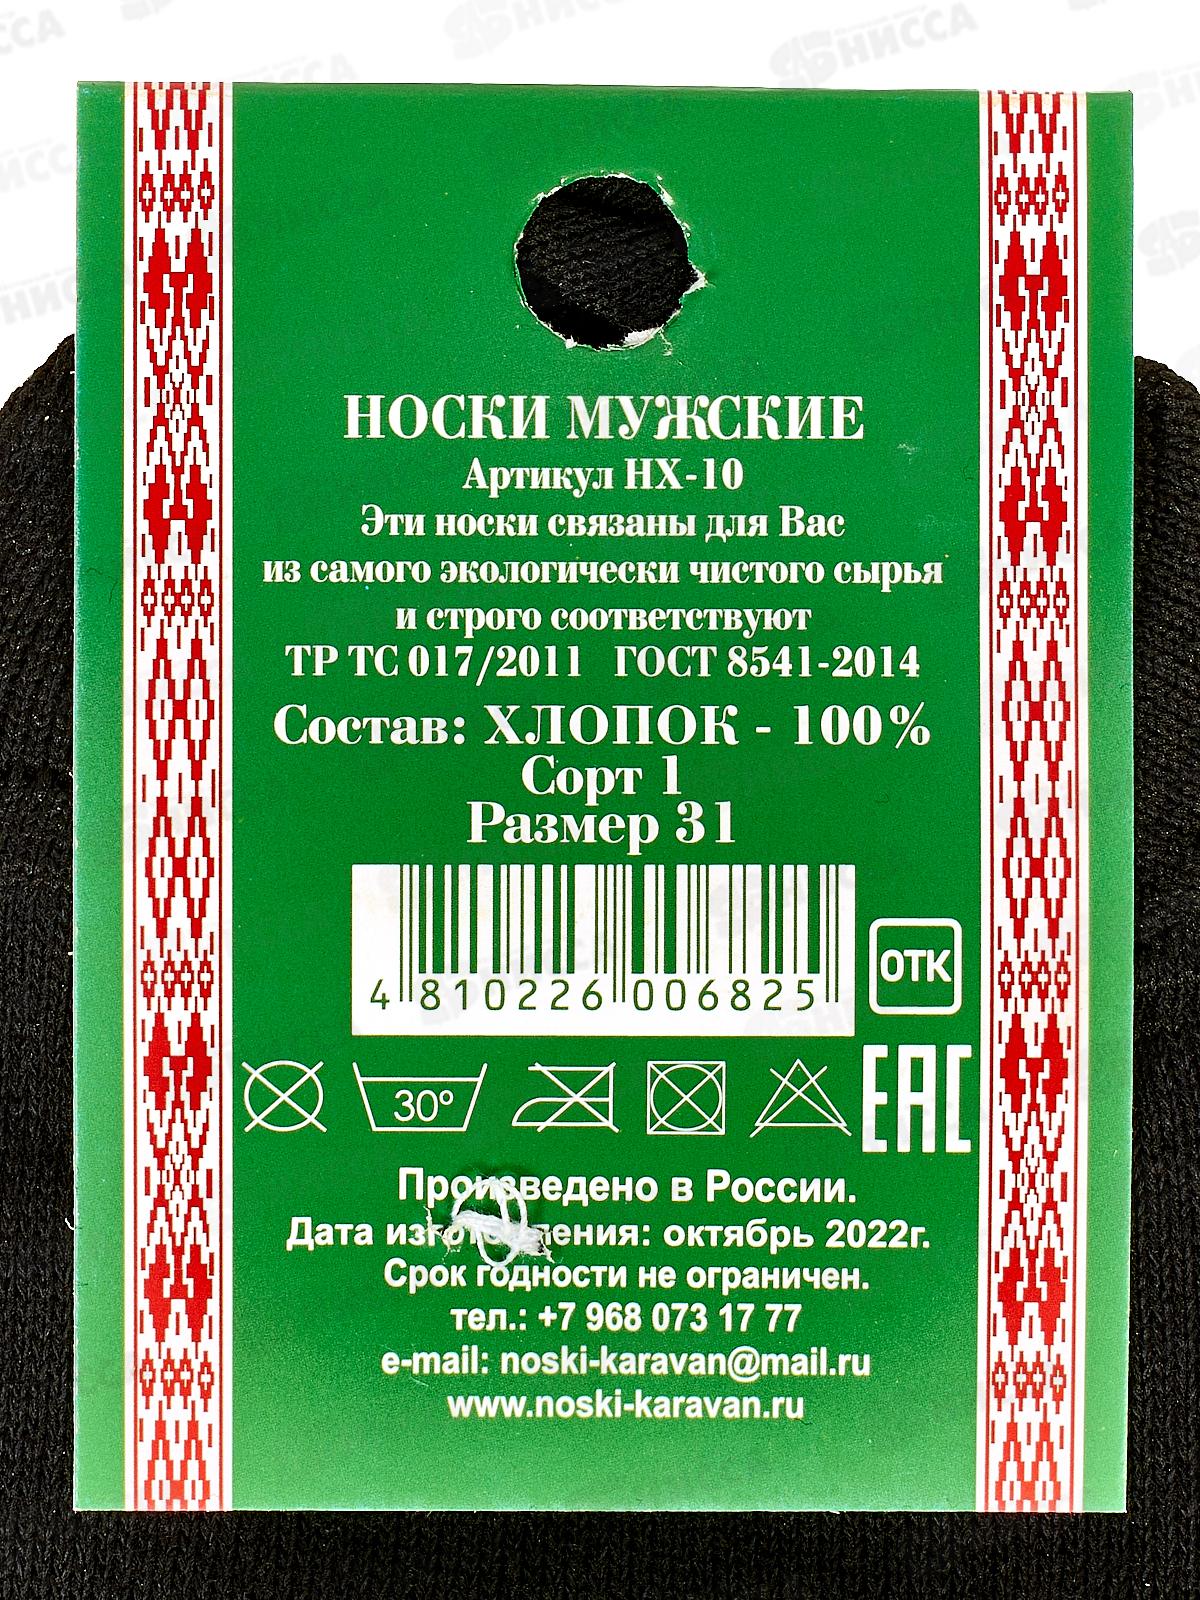 НОСКИ МУЖСКИЕ
Артикул НХ-10
Эти носки связаны для Вас
из самого экологически чистого сырья
и строго соответствуют
ТР ТС 017/2011 ГОСТ 8541-2014
Состав: ХЛОПОК - 100%
Сорт 1
Размер 31
4 810226 006825
ОТК
30°
ЕАС
Произведено в России.
Дата изготовления: октябрь 2022г.
Срок годности не ограничен.
тел.: +7 968 073 17 77
e-mail: noski-karavan@mail.ru
www.noski-karavan.ru